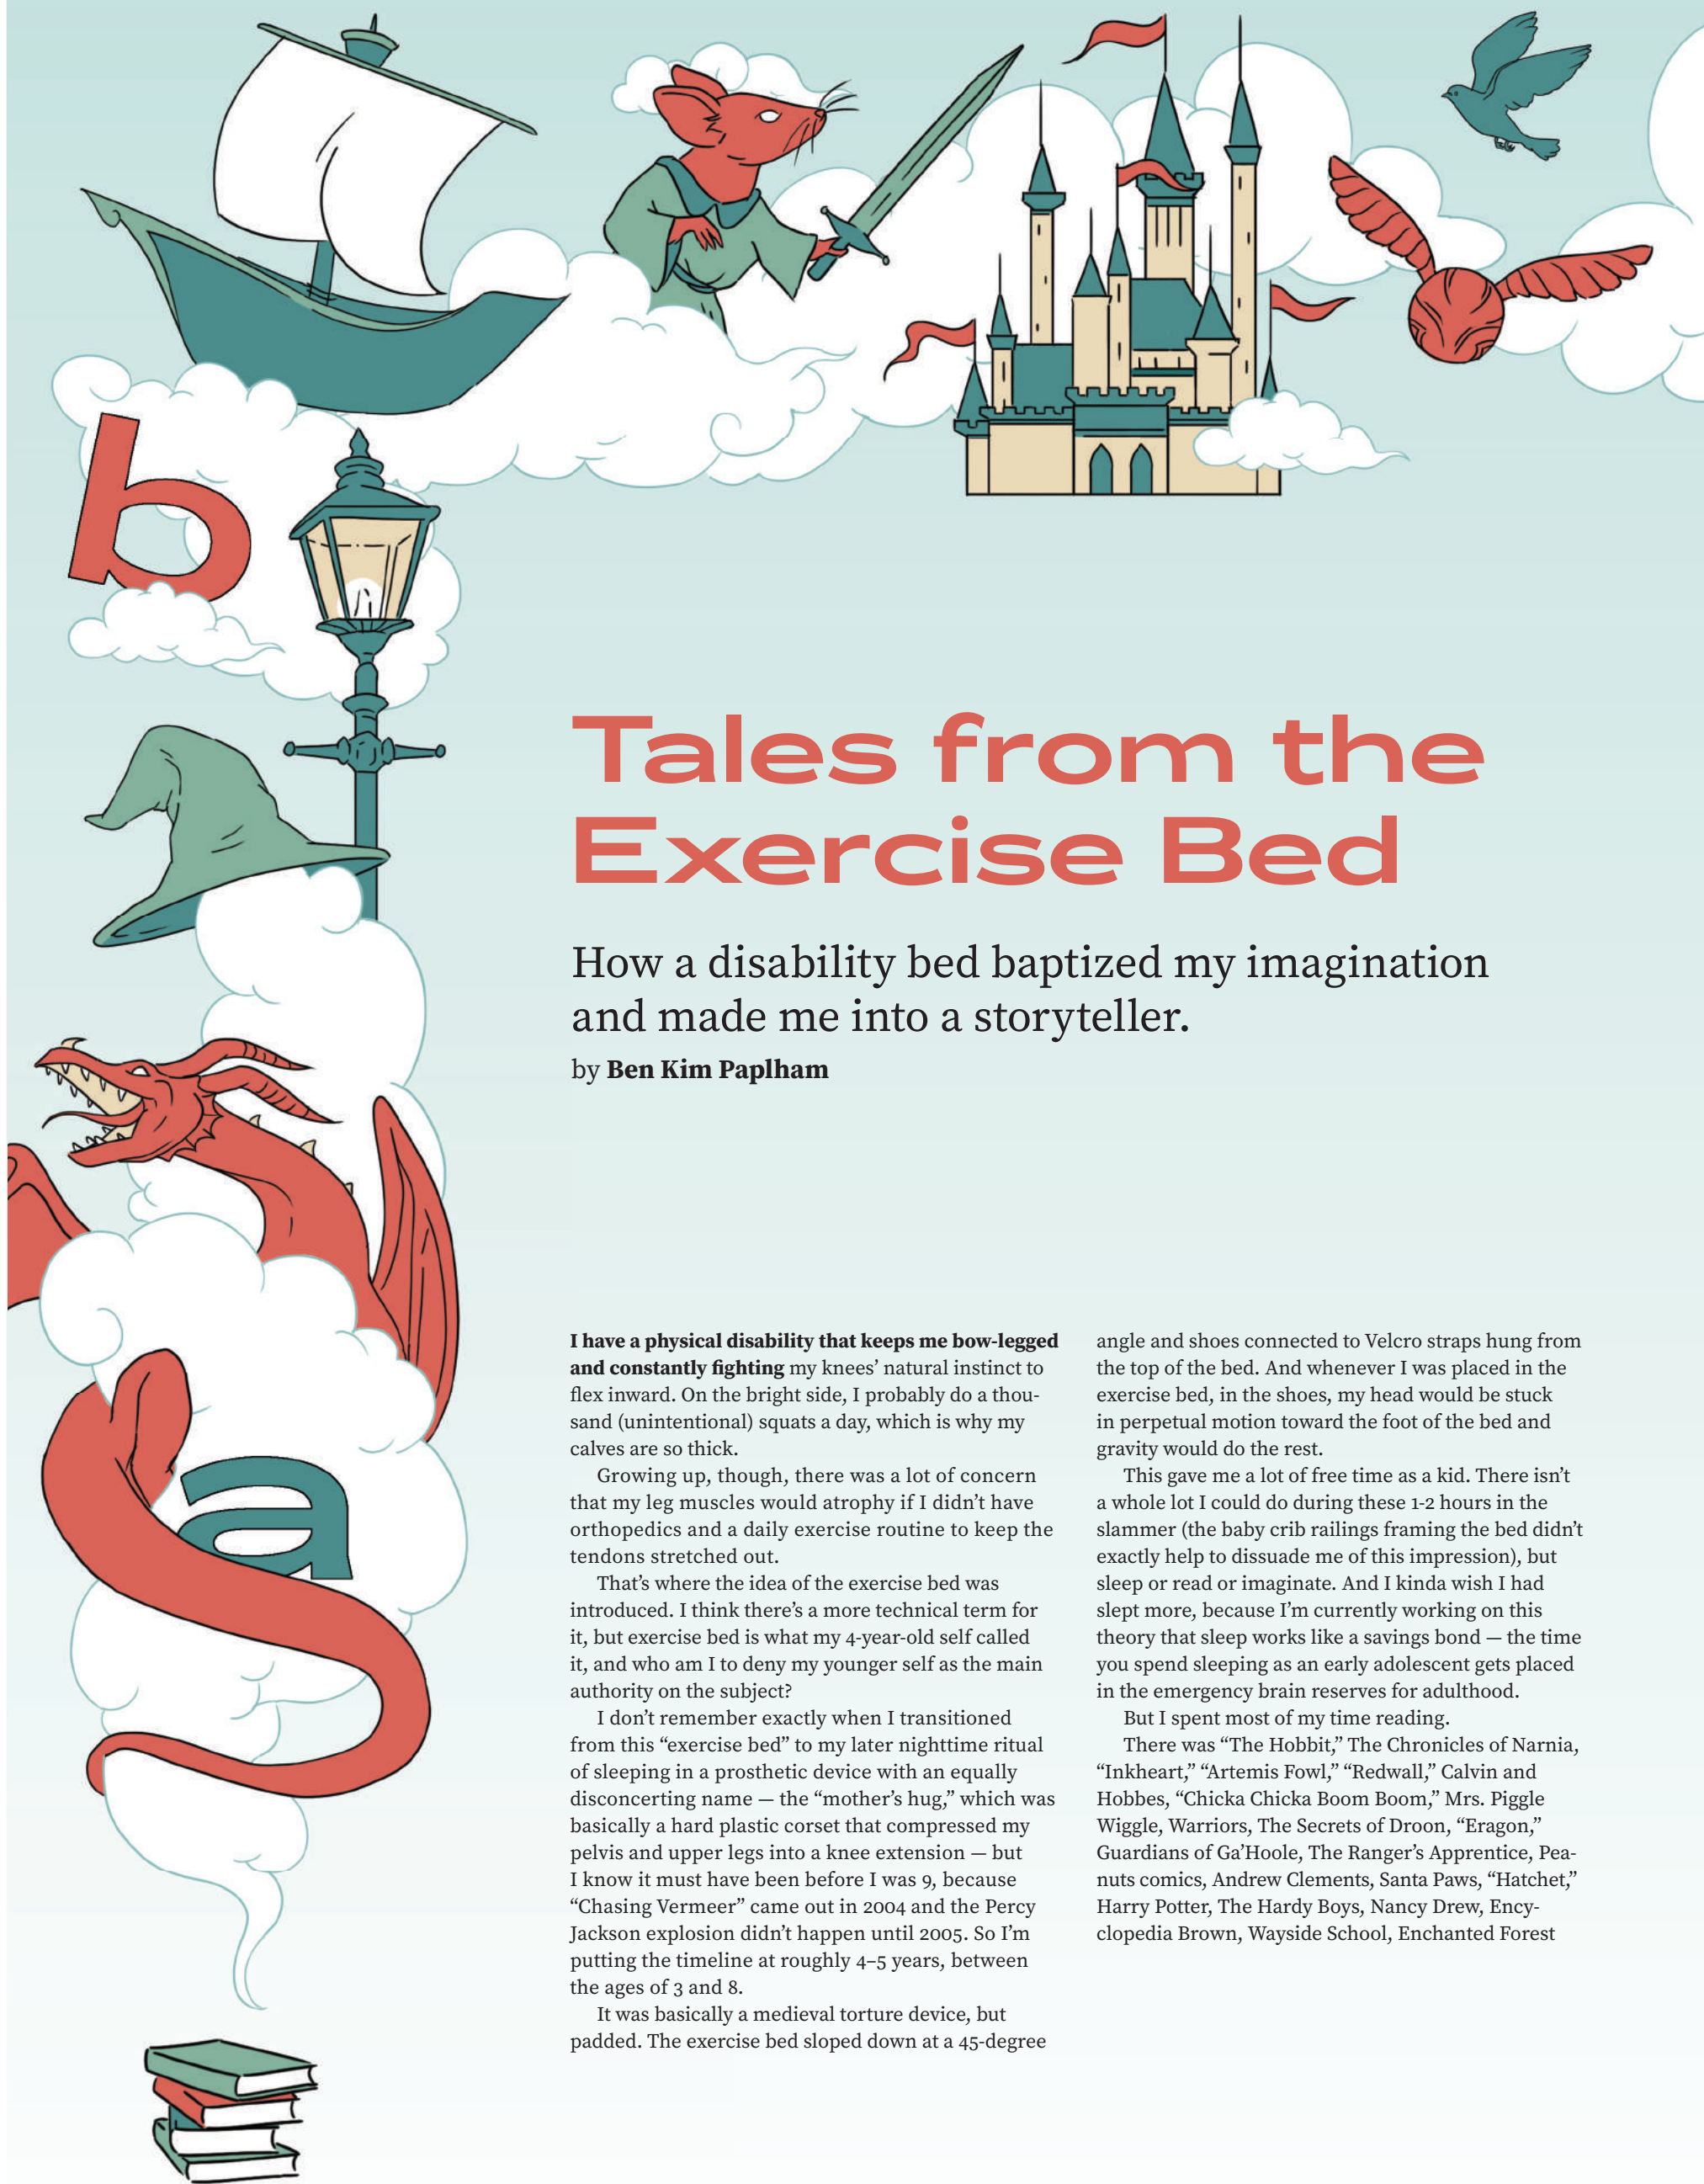 b
a
Tales from the
Exercise Bed
How a disability bed baptized my imagination
and made me into a storyteller.
by Ben Kim Paplham
I have a physical disability that keeps me bow-legged
and constantly fighting my knees’ natural instinct to
flex inward. On the bright side, I probably do a thou-
sand (unintentional) squats a day, which is why my
calves are so thick.
Growing up, though, there was a lot of concern
that my leg muscles would atrophy if I didn’t have
orthopedics and a daily exercise routine to keep the
tendons stretched out.
That’s where the idea of the exercise bed was
introduced. I think there’s a more technical term for
it, but exercise bed is what my 4-year-old self called
it, and who am I to deny my younger self as the main
authority on the subject?
I don’t remember exactly when I transitioned
from this “exercise bed” to my later nighttime ritual
of sleeping in a prosthetic device with an equally
disconcerting name — the “mother’s hug,” which was
basically a hard plastic corset that compressed my
pelvis and upper legs into a knee extension — but
I know it must have been before I was 9, because
“Chasing Vermeer” came out in 2004 and the Percy
Jackson explosion didn’t happen until 2005. So I’m
putting the timeline at roughly 4–5 years, between
the ages of 3 and 8.
It was basically a medieval torture device, but
padded. The exercise bed sloped down at a 45-degree
angle and shoes connected to Velcro straps hung from
the top of the bed. And whenever I was placed in the
exercise bed, in the shoes, my head would be stuck
in perpetual motion toward the foot of the bed and
gravity would do the rest.
This gave me a lot of free time as a kid. There isn’t
a whole lot I could do during these 1-2 hours in the
slammer (the baby crib railings framing the bed didn’t
exactly help to dissuade me of this impression), but
sleep or read or imaginate. And I kinda wish I had
slept more, because I’m currently working on this
theory that sleep works like a savings bond — the time
you spend sleeping as an early adolescent gets placed
in the emergency brain reserves for adulthood.
But I spent most of my time reading.
There was “The Hobbit,” The Chronicles of Narnia,
“Inkheart,” “Artemis Fowl,” “Redwall,” Calvin and
Hobbes, “Chicka Chicka Boom Boom,” Mrs. Piggle
Wiggle, Warriors, The Secrets of Droon, “Eragon,”
Guardians of Ga’Hoole, The Ranger’s Apprentice, Pea-
nuts comics, Andrew Clements, Santa Paws, “Hatchet,”
Harry Potter, The Hardy Boys, Nancy Drew, Ency-
clopedia Brown, Wayside School, Enchanted Forest